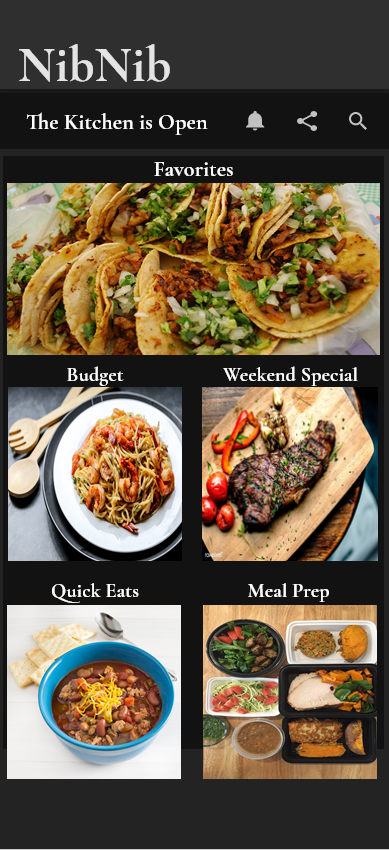 NibNib
The Kitchen is Open
Favorites
Budget
Weekend Special
Quick Eats
Meal Prep